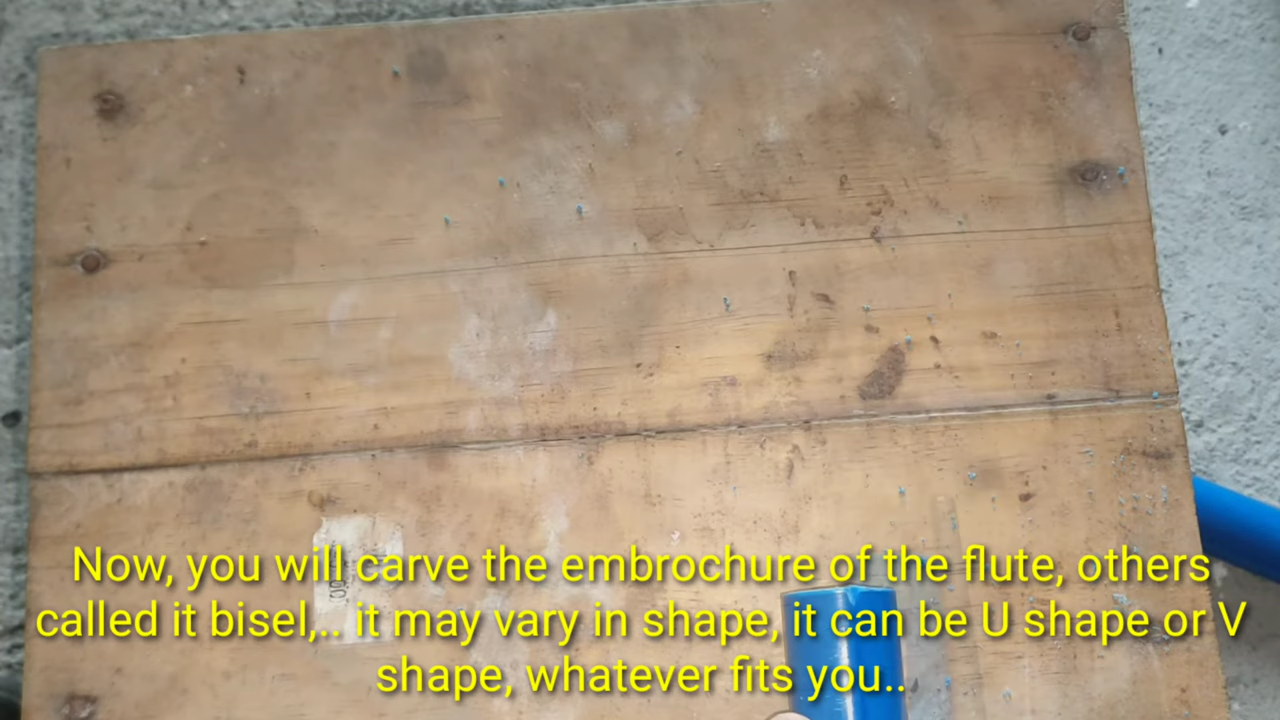 Now, you will carve the embrochure of the flute, others
called it bisel,.. it may vary in shape, it can be U shape or V
shape, whatever fits you..